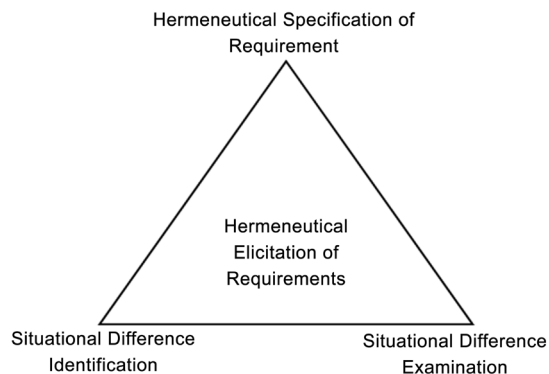 Hermeneutical Specification of
Requirement
Hermeneutical
Elicitation of
Requirements
Situational Difference
Identification
Situational Difference
Examination